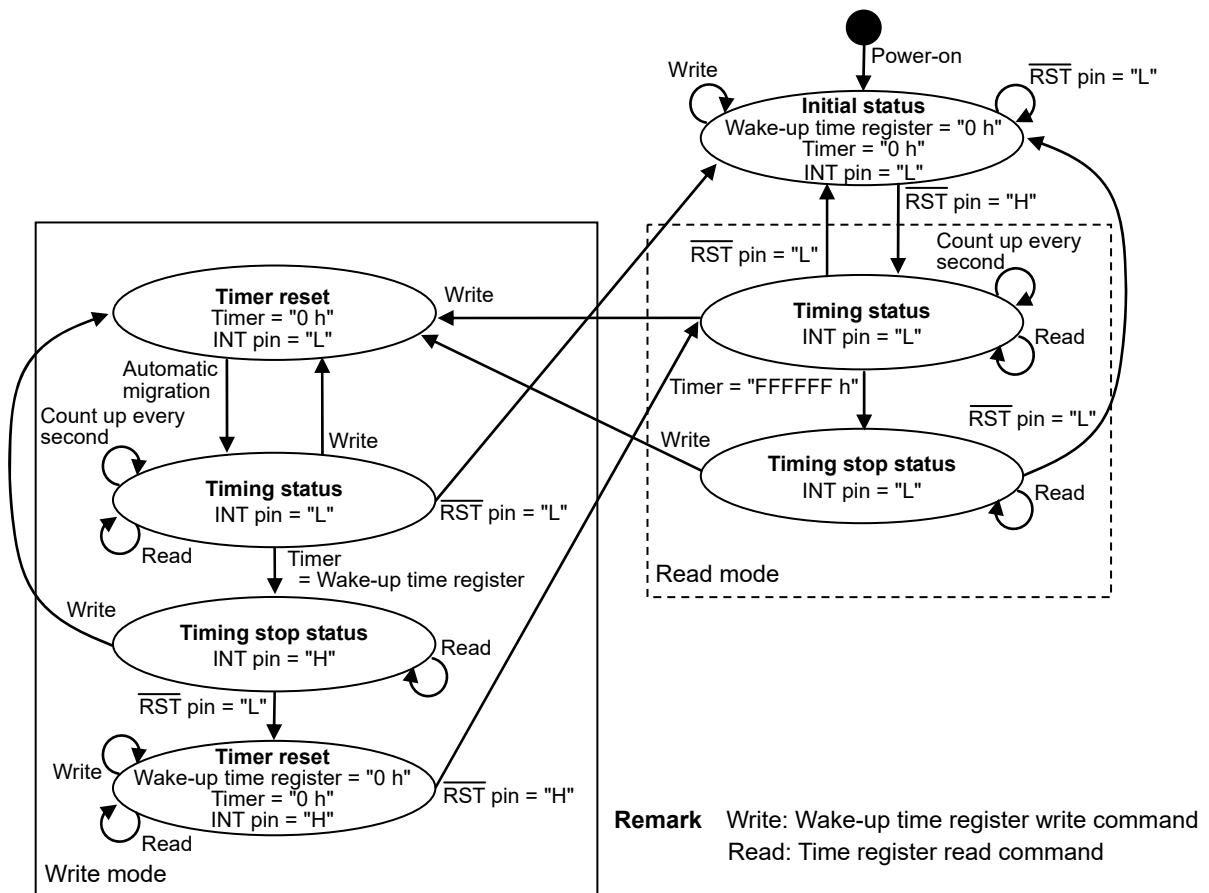 Power-on
Write
RST pin = "L"
Initial status
Wake-up time register = "0 h"
Timer = "0 h"
INT pin = "L"
RST pin = "H"
RST pin = "L"
Count up every
second
Timing status
INT pin = "L"
Read
Write
Timer = "FFFFFF h"
RST pin = "L"
Write
Timing stop status
INT pin = "L"
Read
Read mode
Timer reset
Timer = "0 h"
INT pin = "L"
Automatic
migration
Count up every
second
Write
Timing status
INT pin = "L"
RST pin = "L"
Read
Timer
= Wake-up time register
Write
Timing stop status
INT pin = "H"
Read
RST pin = "L"
Timer reset
Wake-up time register = "0 h"
Timer = "0 h"
INT pin = "H"
Write
Read
RST pin = "H"
Write mode
Remark Write: Wake-up time register write command
Read: Time register read command